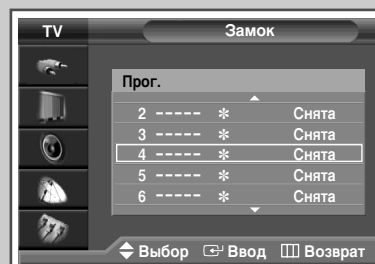 TV Замок
Прог.
2 ----- ✻ Снята
3 ----- ✻ Снята
4 ----- ✻ Снята
5 ----- ✻ Снята
6 ----- ✻ Снята
Выбор Ввод Возврат